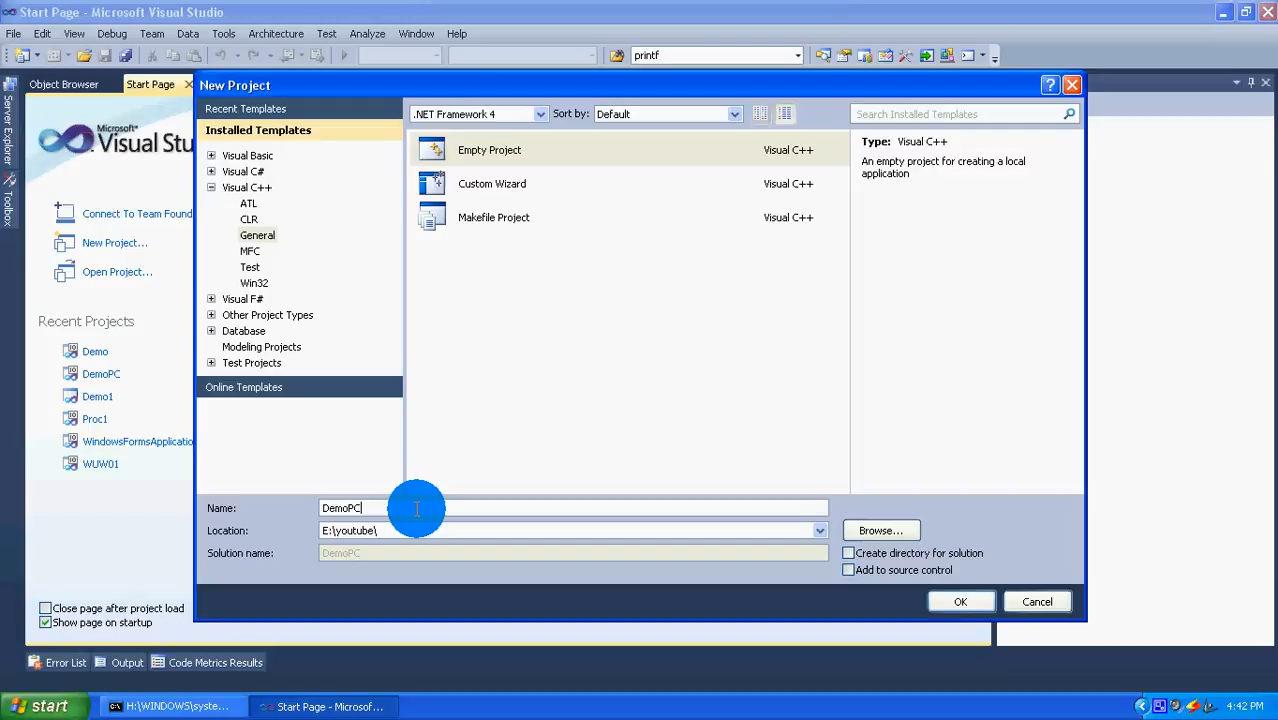 Start Page - Microsoft Visual Studio
File Edit View Debug Team Data Tools Architecture Test Analyze Window Help
printf
Object Browser Start Page
New Project
Server Explorer
Toolbox
Microsoft®
Visual Stu
Connect To Team Found
New Project...
Open Project...
Recent Projects
Demo
DemoPC
Demo1
Proc1
WindowsFormsApplicatio
WUW01
Close page after project load
Show page on startup
Recent Templates
Installed Templates
Visual Basic
Visual C#
Visual C++
ATL
CLR
General
MFC
Test
Win32
Visual F#
Other Project Types
Database
Modeling Projects
Test Projects
Online Templates
.NET Framework 4 Sort by: Default
Search Installed Templates
Empty Project Visual C++
Custom Wizard Visual C++
Makefile Project Visual C++
Type: Visual C++
An empty project for creating a local
application
Name: DemoPC
Location: E:\youtube\ Browse...
Solution name: DemoPC
Create directory for solution
Add to source control
OK Cancel
Error List Output Code Metrics Results
start H:\WINDOWS\syste... Start Page - Microsof... 4:42 PM